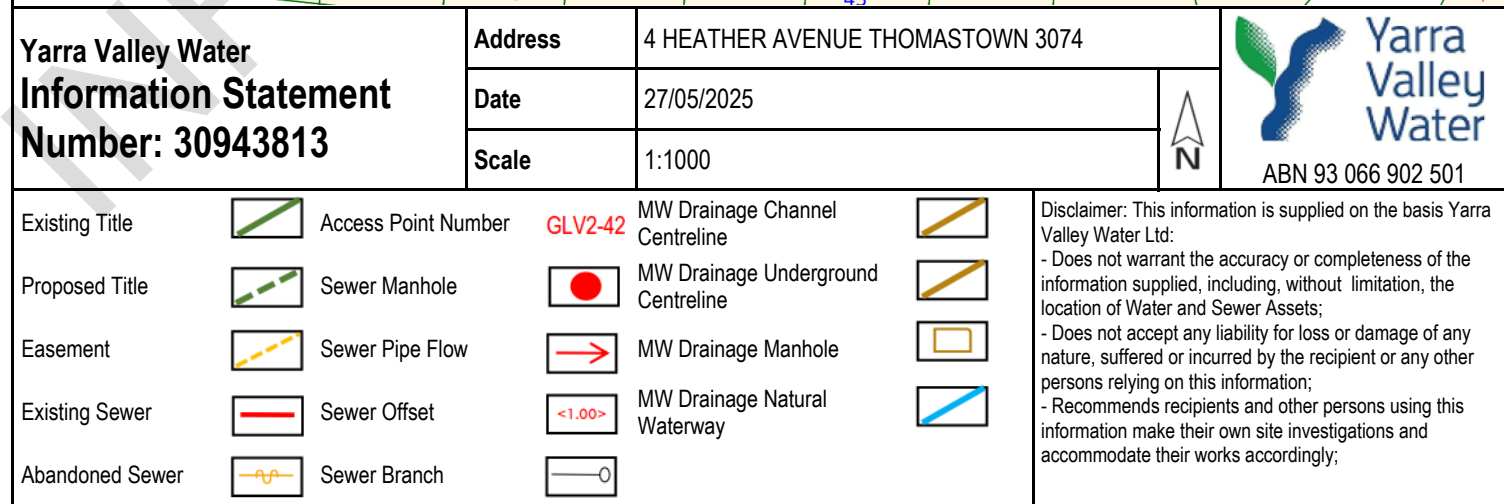 45
Yarra Valley Water
Information Statement
Number: 30943813
Address
4 HEATHER AVENUE THOMASTOWN 3074
Date
27/05/2025
Scale
1:1000
N
Yarra
Valley
Water
ABN 93 066 902 501
Existing Title
Proposed Title
Easement
Existing Sewer
Abandoned Sewer
Access Point Number
GLV2-42
Sewer Manhole
Sewer Pipe Flow
Sewer Offset
<1.00>
Sewer Branch
MW Drainage Channel
Centreline
MW Drainage Underground
Centreline
MW Drainage Manhole
MW Drainage Natural
Waterway
Disclaimer: This information is supplied on the basis Yarra
Valley Water Ltd:
- Does not warrant the accuracy or completeness of the
information supplied, including, without limitation, the
location of Water and Sewer Assets;
- Does not accept any liability for loss or damage of any
nature, suffered or incurred by the recipient or any other
persons relying on this information;
- Recommends recipients and other persons using this
information make their own site investigations and
accommodate their works accordingly;